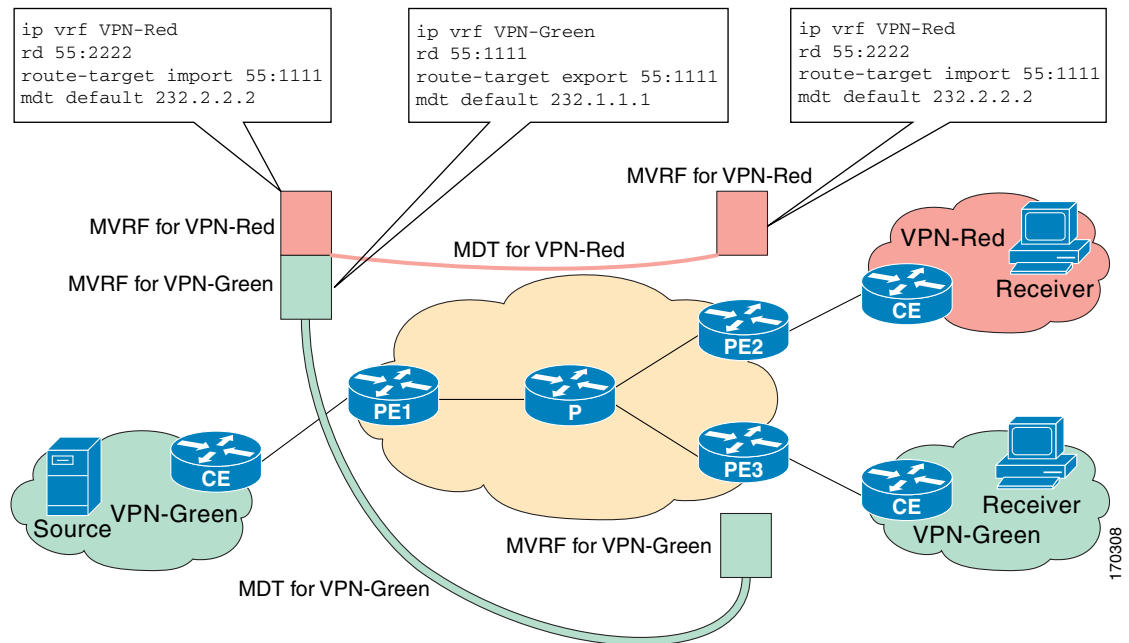 ip vrf VPN-Red
rd 55:2222
route-target import 55:1111
mdt default 232.2.2.2
ip vrf VPN-Green
rd 55:1111
route-target export 55:1111
mdt default 232.1.1.1
ip vrf VPN-Red
rd 55:2222
route-target import 55:1111
mdt default 232.2.2.2
MVRF for VPN-Red
MVRF for VPN-Red
MDT for VPN-Red
MVRF for VPN-Green
VPN-Red
Receiver
CE
PE2
PE1
P
PE3
CE
Source
VPN-Green
CE
Receiver
VPN-Green
MVRF for VPN-Green
MDT for VPN-Green
170308